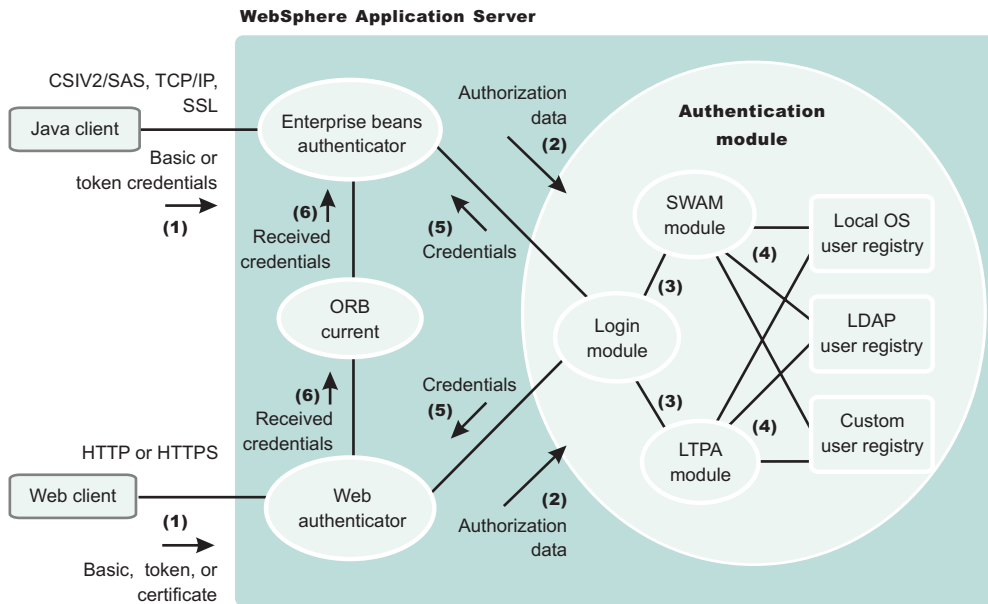 WebSphere Application Server
CSIV2/SAS, TCP/IP,
SSL
Java client
Basic or
token credentials
(1)
Enterprise beans
authenticator
Authorization
data
(2)
Authentication
module
(6)
Received
credentials
(5)
Credentials
SWAM
module
Local OS
user registry
(4)
(3)
ORB
current
Login
module
LDAP
user registry
(6)
Received
credentials
Credentials
(5)
(3)
(4)
Custom
user registry
LTPA
module
HTTP or HTTPS
Web client
(1)
Basic, token, or
certificate
Web
authenticator
(2)
Authorization
data